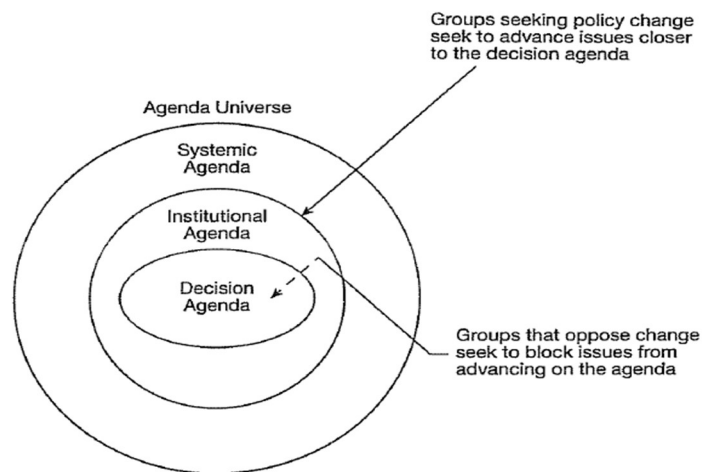 Groups seeking policy change
seek to advance issues closer
to the decision agenda
Agenda Universe
Systemic
Agenda
Institutional
Agenda
Decision
Agenda
Groups that oppose change
seek to block issues from
advancing on the agenda